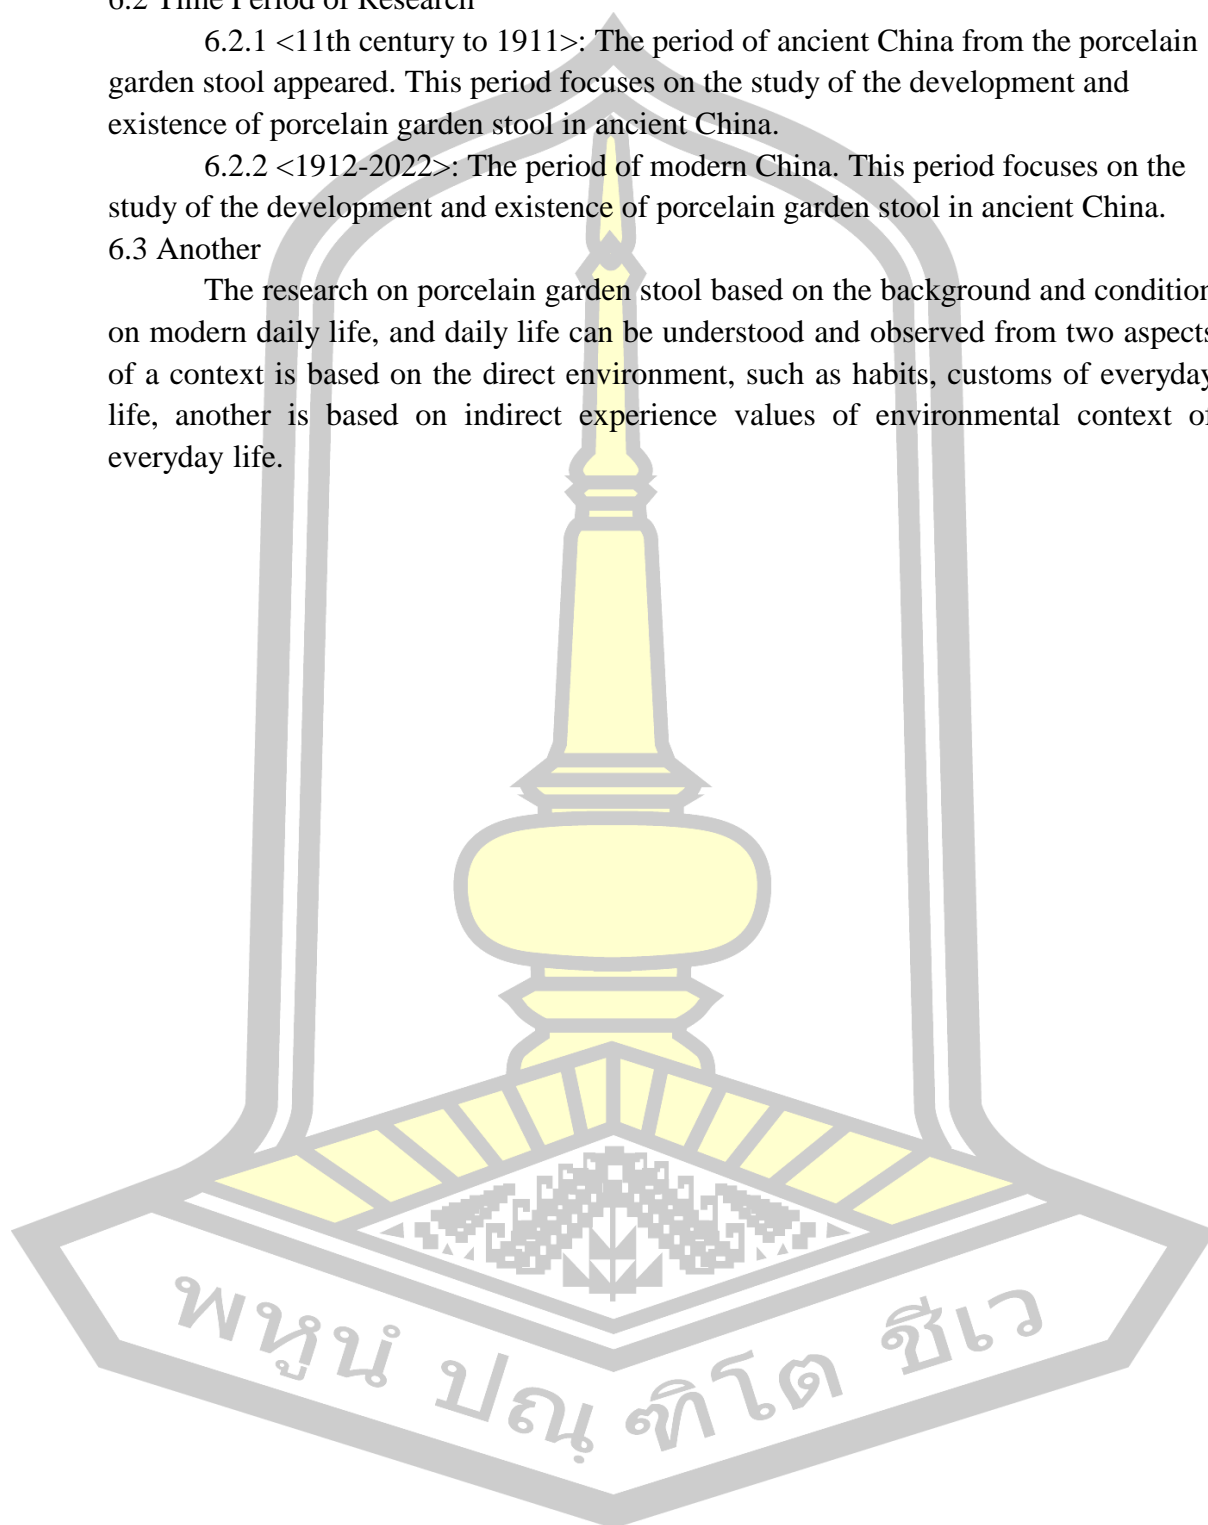 6.2 Time Period of Research
6.2.1 <11th century to 1911>: The period of ancient China from the porcelain
garden stool appeared. This period focuses on the study of the development and
existence of porcelain garden stool in ancient China.
6.2.2 <1912-2022>: The period of modern China. This period focuses on the
study of the development and existence of porcelain garden stool in ancient China.
6.3 Another
The research on porcelain garden stool based on the background and condition
on modern daily life, and daily life can be understood and observed from two aspects
of a context is based on the direct environment, such as habits, customs of everyday
life, another is based on indirect experience values of environmental context of
everyday life.
พหูนํ ปณฺฑิโต ชีเว